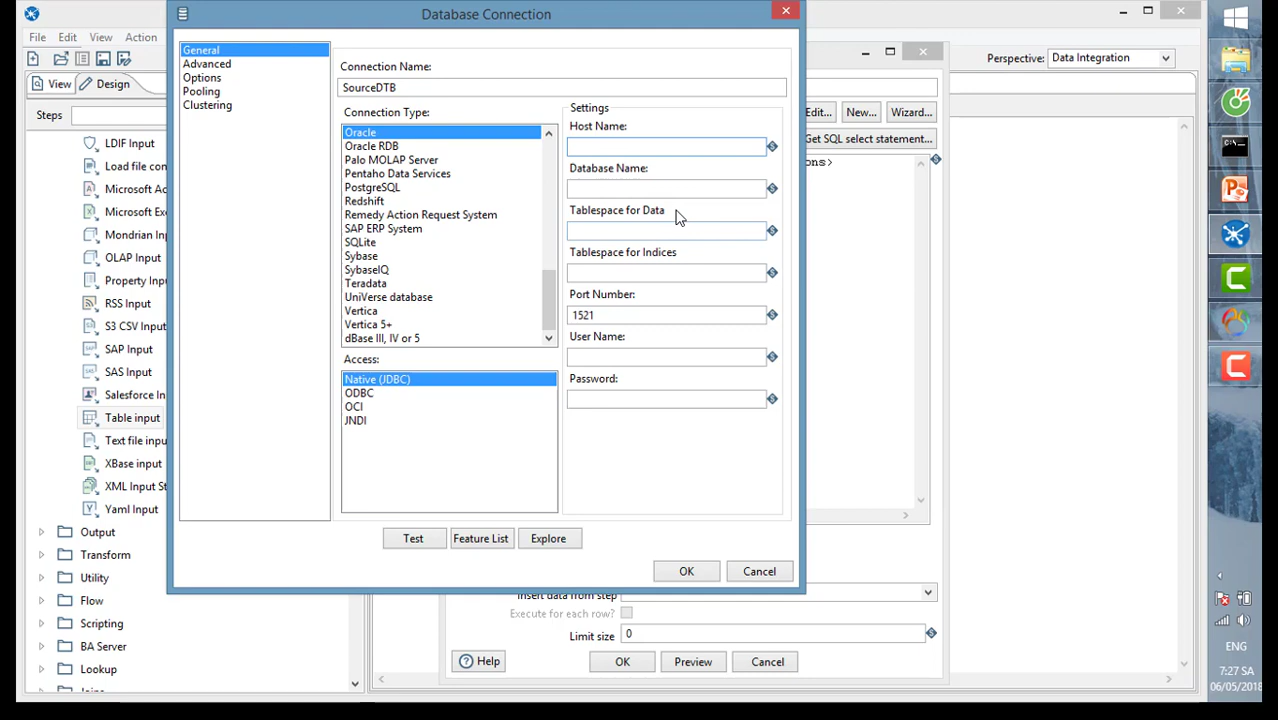 Database Connection
File Edit View Action
Perspective: Data Integration
View Design
Steps
LDIF Input
Load file con
Microsoft Ac
Microsoft Exc
Mondrian Inp
OLAP Input
Property Inpu
RSS Input
S3 CSV Input
SAP Input
SAS Input
Salesforce In
Table input
Text file inpu
XBase input
XML Input St
Yaml Input
Output
Transform
Utility
Flow
Scripting
BA Server
Lookup
General
Advanced
Options
Pooling
Clustering
Connection Name:
SourceDTB
Connection Type:
Oracle
Oracle RDB
Palo MOLAP Server
Pentaho Data Services
PostgreSQL
Redshift
Remedy Action Request System
SAP ERP System
SQLite
Sybase
SybaseIQ
Teradata
UniVerse database
Vertica
Vertica 5+
dBase III, IV or 5
Access:
Native (JDBC)
ODBC
OCI
JNDI
Settings
Host Name:
Database Name:
Tablespace for Data
Tablespace for Indices
Port Number:
1521
User Name:
Password:
Test Feature List Explore
OK Cancel
Edit... New... Wizard...
Get SQL select statement...
ons>
Insert data from step
Execute for each row?
Limit size 0
Help OK Preview Cancel
ENG
7:27 SA
06/05/2018